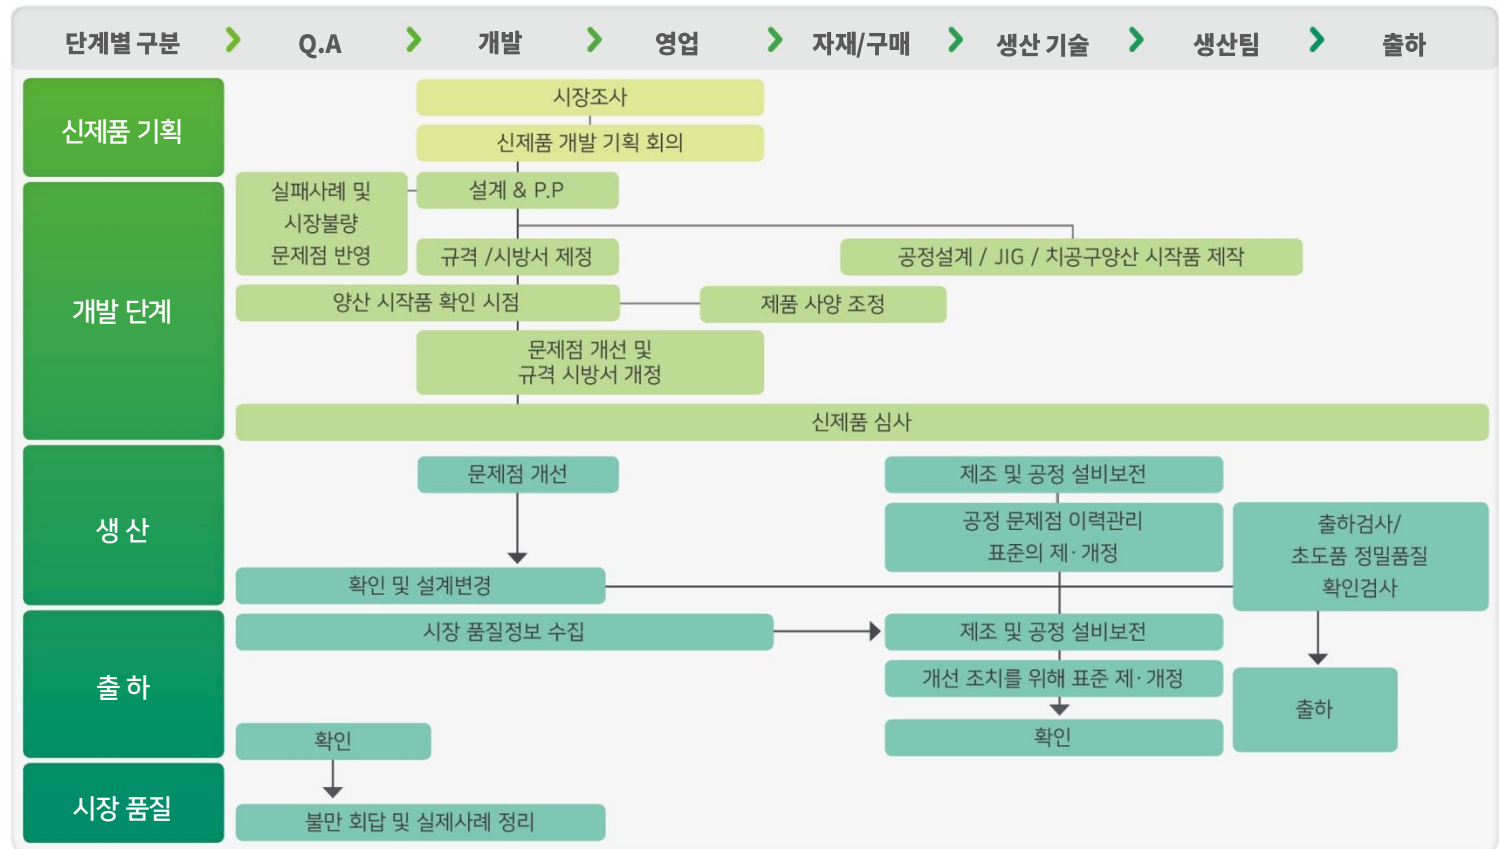 단계별 구분
Q.A
개발
영업
자재/구매
생산 기술
생산팀
출하
신제품 기획
시장조사
신제품 개발 기획 회의
개발 단계
실패사례 및
시장불량
문제점 반영
설계 & P.P
규격 /시방서 제정
공정설계 / JIG / 치공구양산 시작품 제작
양산 시작품 확인 시점
제품 사양 조정
문제점 개선 및
규격 시방서 개정
신제품 심사
생 산
문제점 개선
제조 및 공정 설비보전
공정 문제점 이력관리
표준의 제·개정
출하검사/
초도품 정밀품질
확인검사
확인 및 설계변경
출 하
시장 품질정보 수집
제조 및 공정 설비보전
개선 조치를 위해 표준 제·개정
출하
확인
확인
시장 품질
불만 회답 및 실제사례 정리